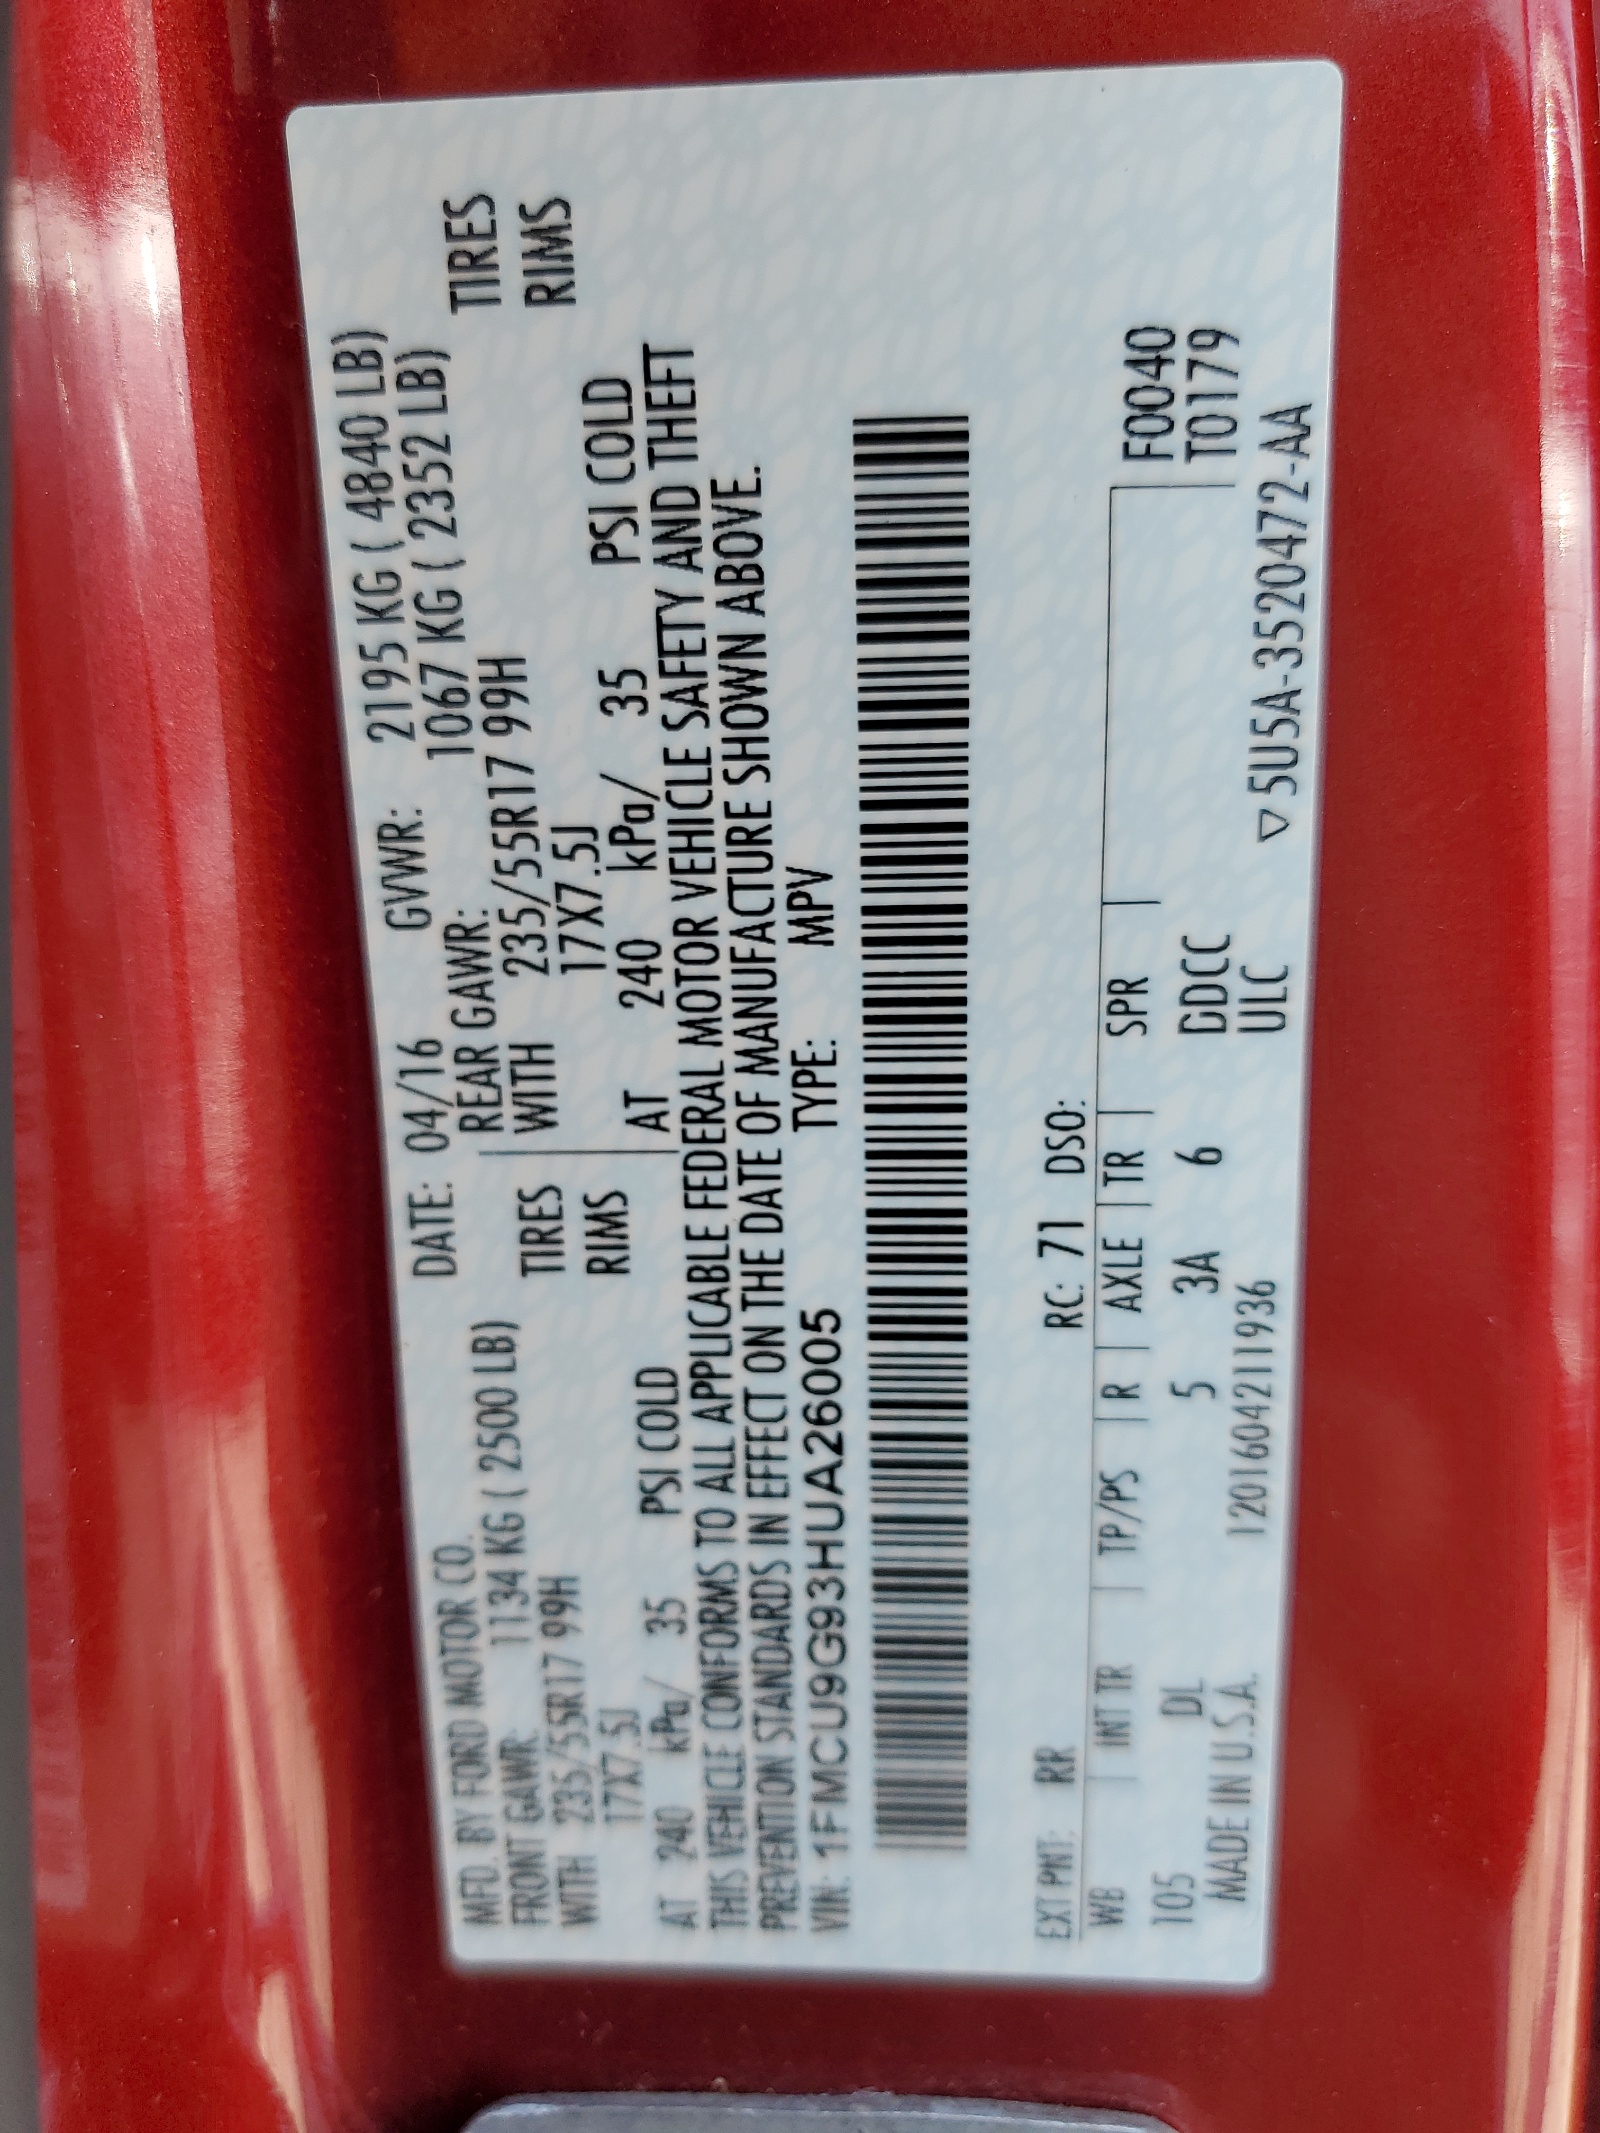 MFD. BY FORD MOTOR CO. DATE: 04/16 GVWR: 2195 KG ( 4840 LB)
FRONT GAWR: 1134 KG ( 2500 LB) REAR GAWR: 1067 KG ( 2352 LB)
WITH 235/55R17 99H TIRES WITH 235/55R17 99H TIRES
17X7.5J RIMS 17X7.5J RIMS
AT 240 kPa/ 35 PSI COLD AT 240 kPa/ 35 PSI COLD
THIS VEHICLE CONFORMS TO ALL APPLICABLE FEDERAL MOTOR VEHICLE SAFETY AND THEFT
PREVENTION STANDARDS IN EFFECT ON THE DATE OF MANUFACTURE SHOWN ABOVE.
VIN: 1FMCU9G93HUA26005 TYPE: MPV
EXT PNT: RR RC: 71 DSO:
WB | INT TR | TP/PS | R | AXLE | TR | SPR | F0040
105 DL 5 3A 6 DDCC T0179
MADE IN U.S.A. 12016042111936 ULC ▽5U5A-3520472-AA